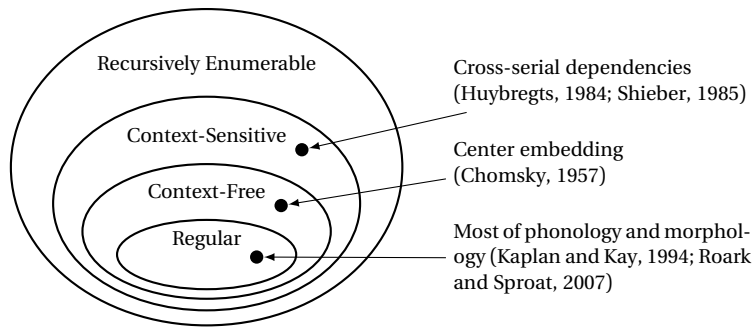 Recursively Enumerable
Context-Sensitive
Context-Free
Regular
Cross-serial dependencies
(Huybregts, 1984; Shieber, 1985)
Center embedding
(Chomsky, 1957)
Most of phonology and morphol-
ogy (Kaplan and Kay, 1994; Roark
and Sproat, 2007)